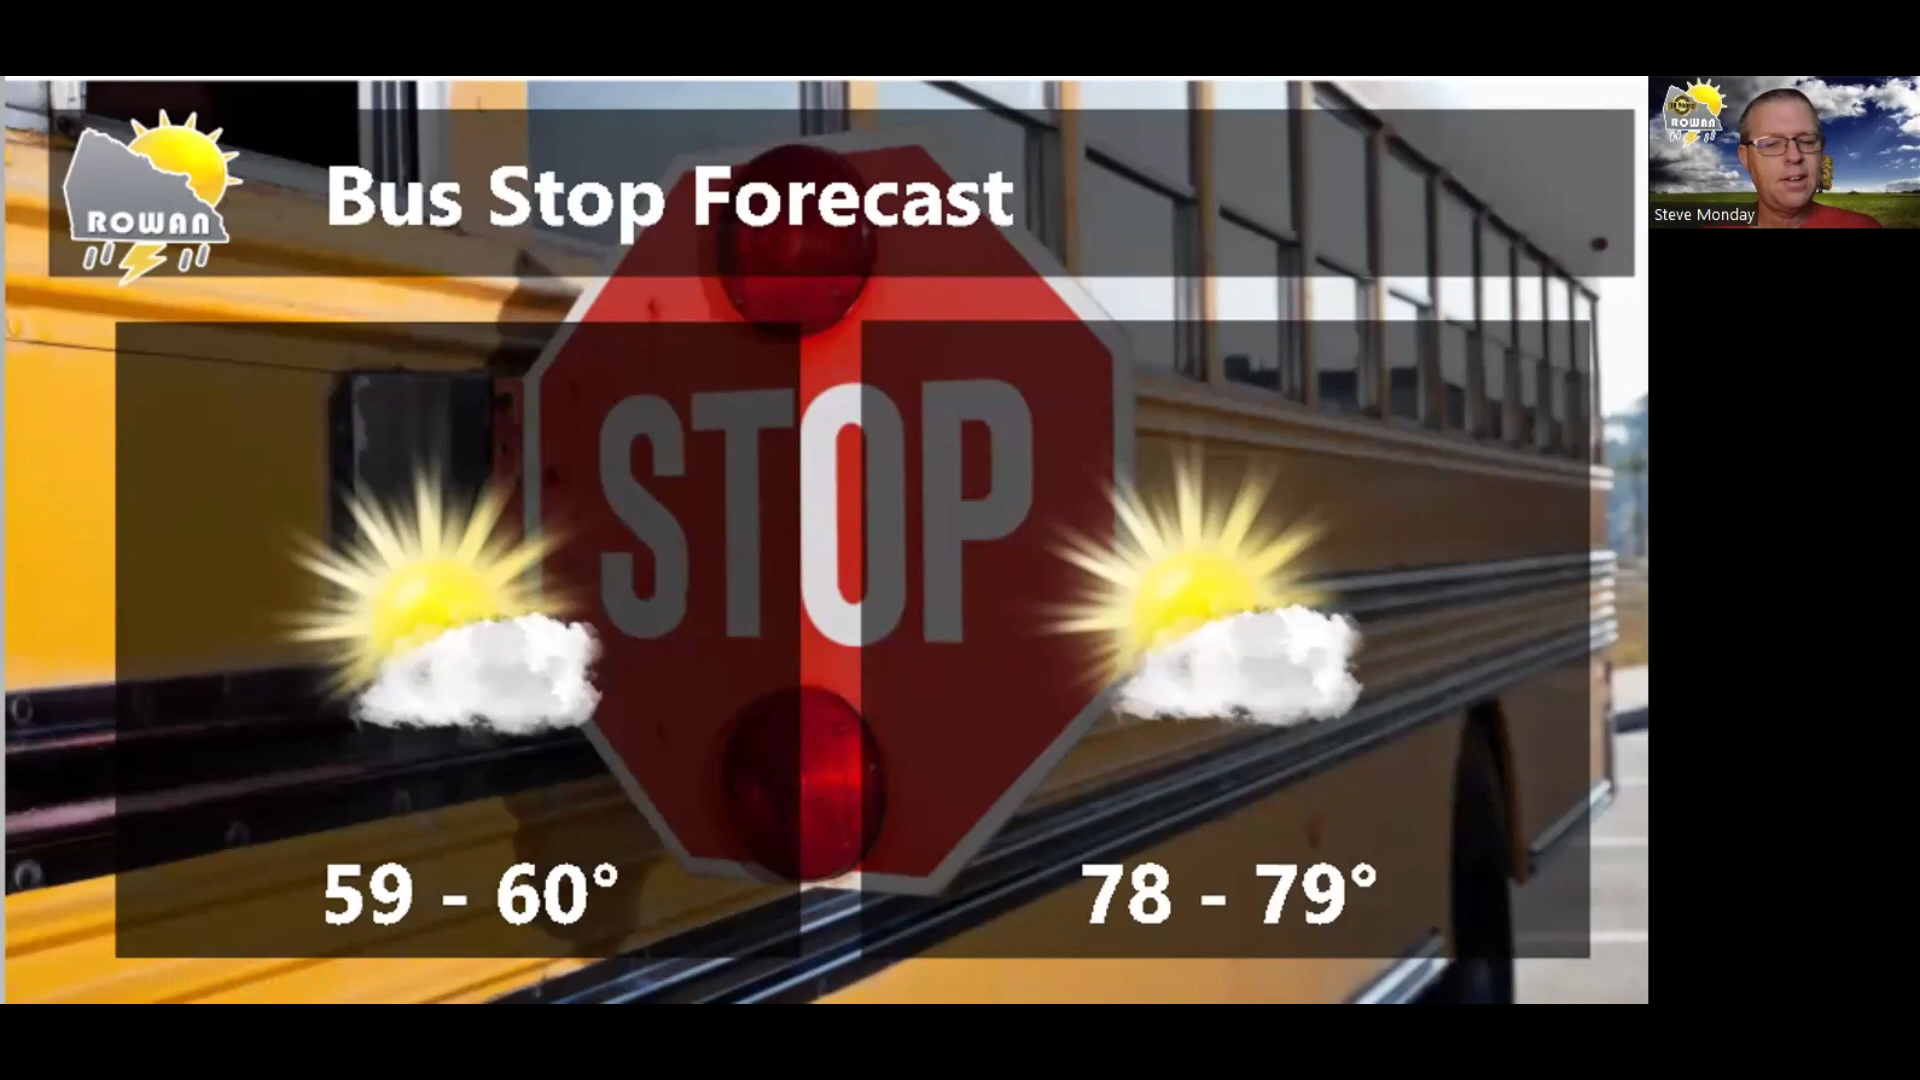 ROWAN
Bus Stop Forecast
STOP
59 - 60°
78 - 79°
ROWAN
Steve Monday